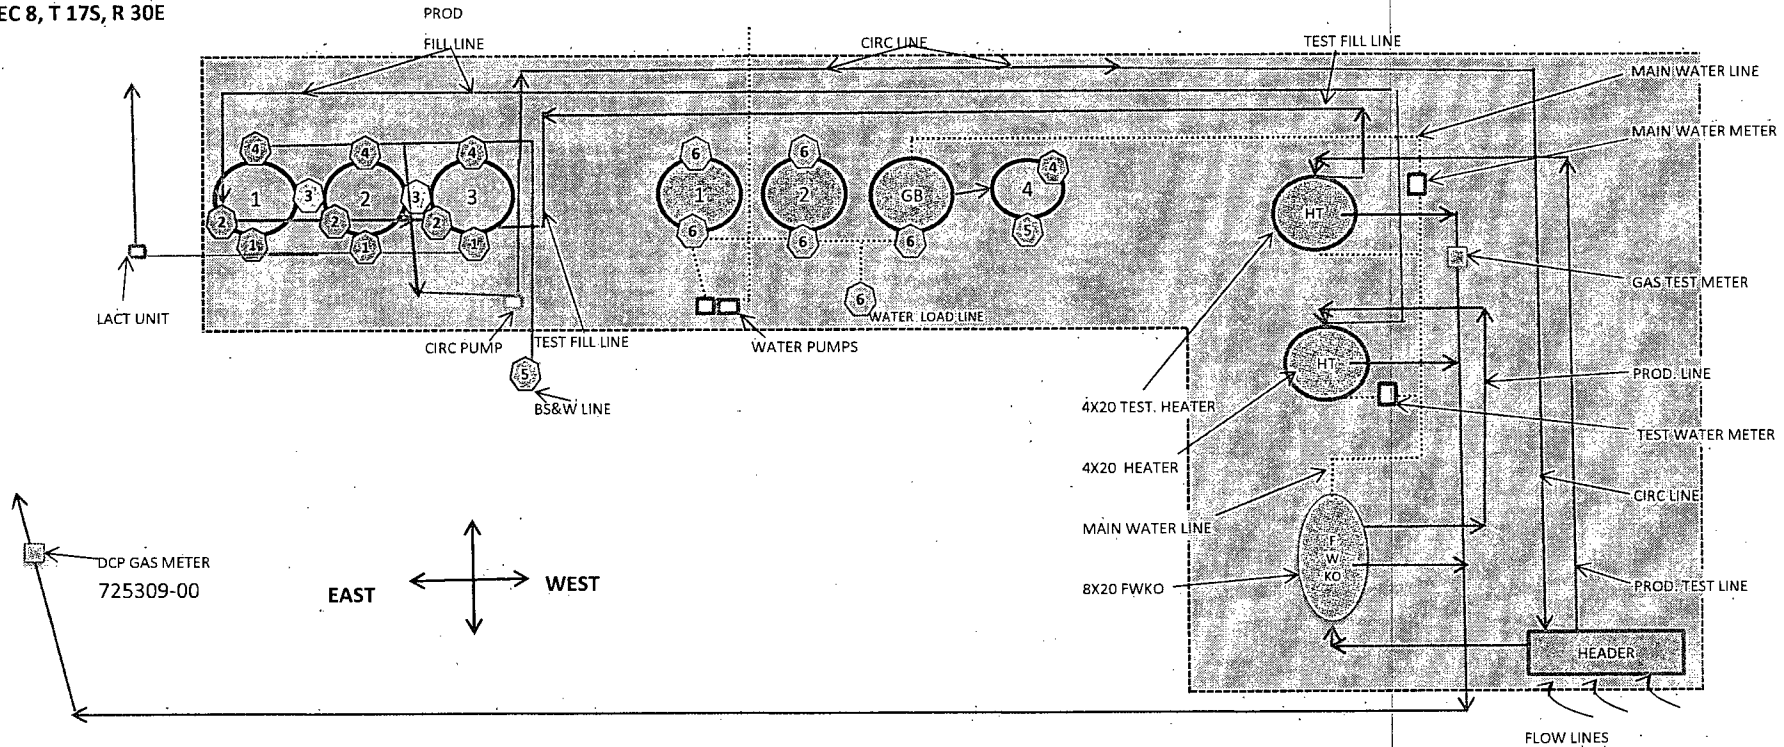 EC 8, T 17S, R 30E
PROD
FILL LINE
CIRC LINE
TEST FILL LINE
MAIN WATER LINE
MAIN WATER METER
4
4
4
6
6
4
1
3
2
3
3
1
2
GB
4
HT
2
2
2
1
1
1
6
6
6
5
GAS TEST METER
6
LACT UNIT
CIRC PUMP
TEST FILL LINE
WATER PUMPS
WATER LOAD LINE
5
BS&W LINE
HT
PROD. LINE
4X20 TEST. HEATER
TEST WATER METER
4X20 HEATER
CIRC LINE
MAIN WATER LINE
F
W
KO
8X20 FWKO
PROD. TEST LINE
DCP GAS METER
725309-00
EAST
WEST
HEADER
FLOW LINES